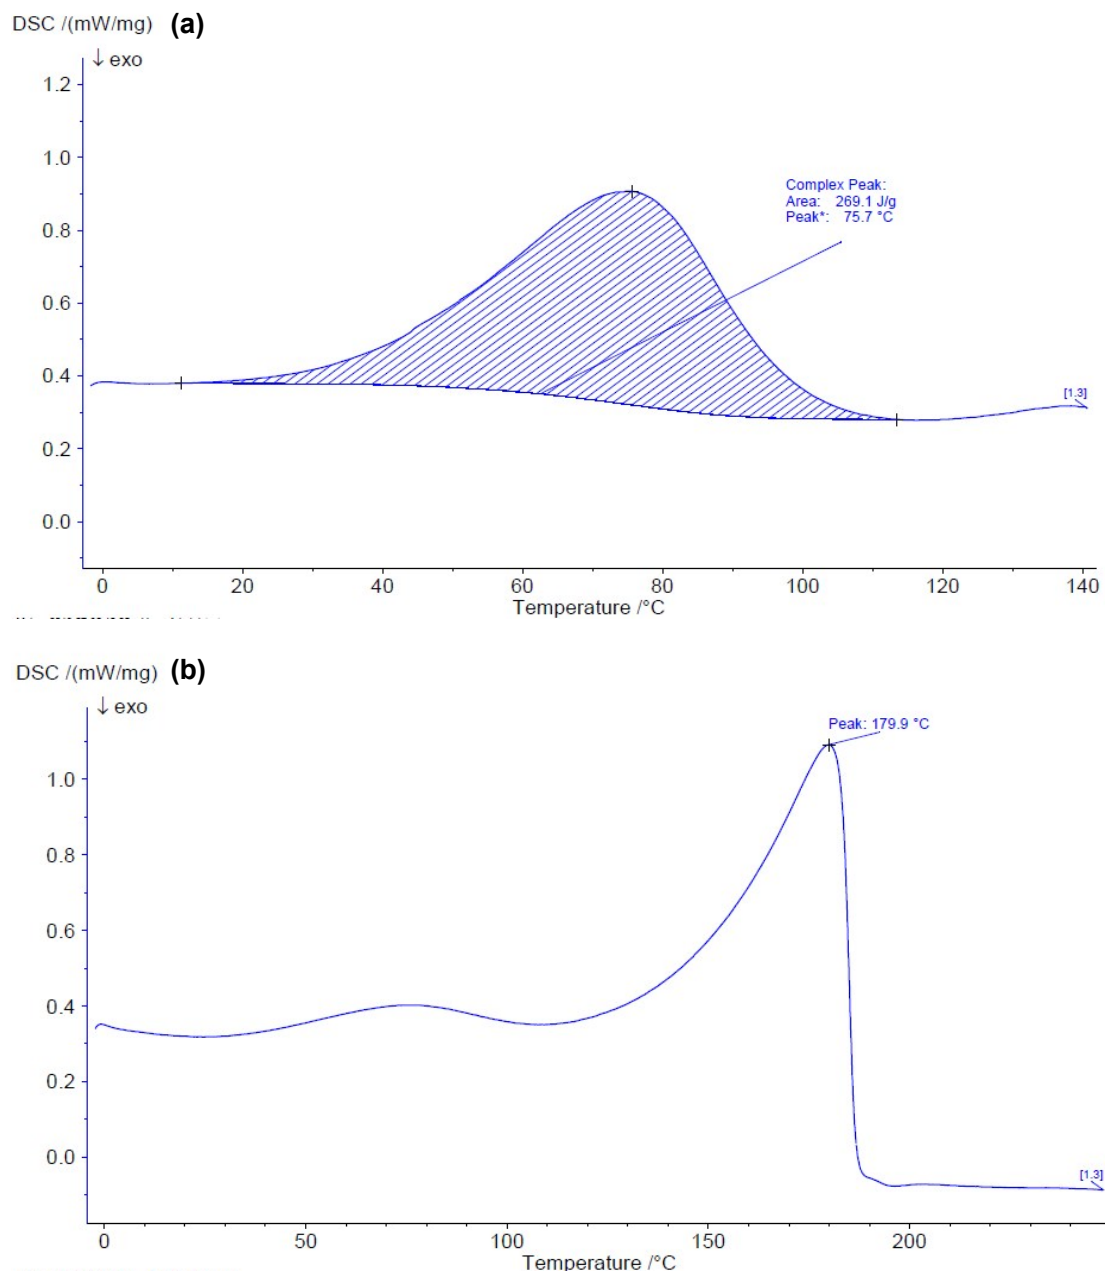 DSC /(mW/mg) (a)
↓ exo
1.2
1.0
0.8
0.6
0.4
0.2
0.0
Complex Peak:
Area: 269.1 J/g
Peak*: 75.7 °C
[1.3]
0 20 40 60 80 100 120 140
Temperature /°C
DSC /(mW/mg) (b)
↓ exo
Peak: 179.9 °C
1.0
0.8
0.6
0.4
0.2
0.0
[1.3]
0 50 100 150 200
Temperature /°C